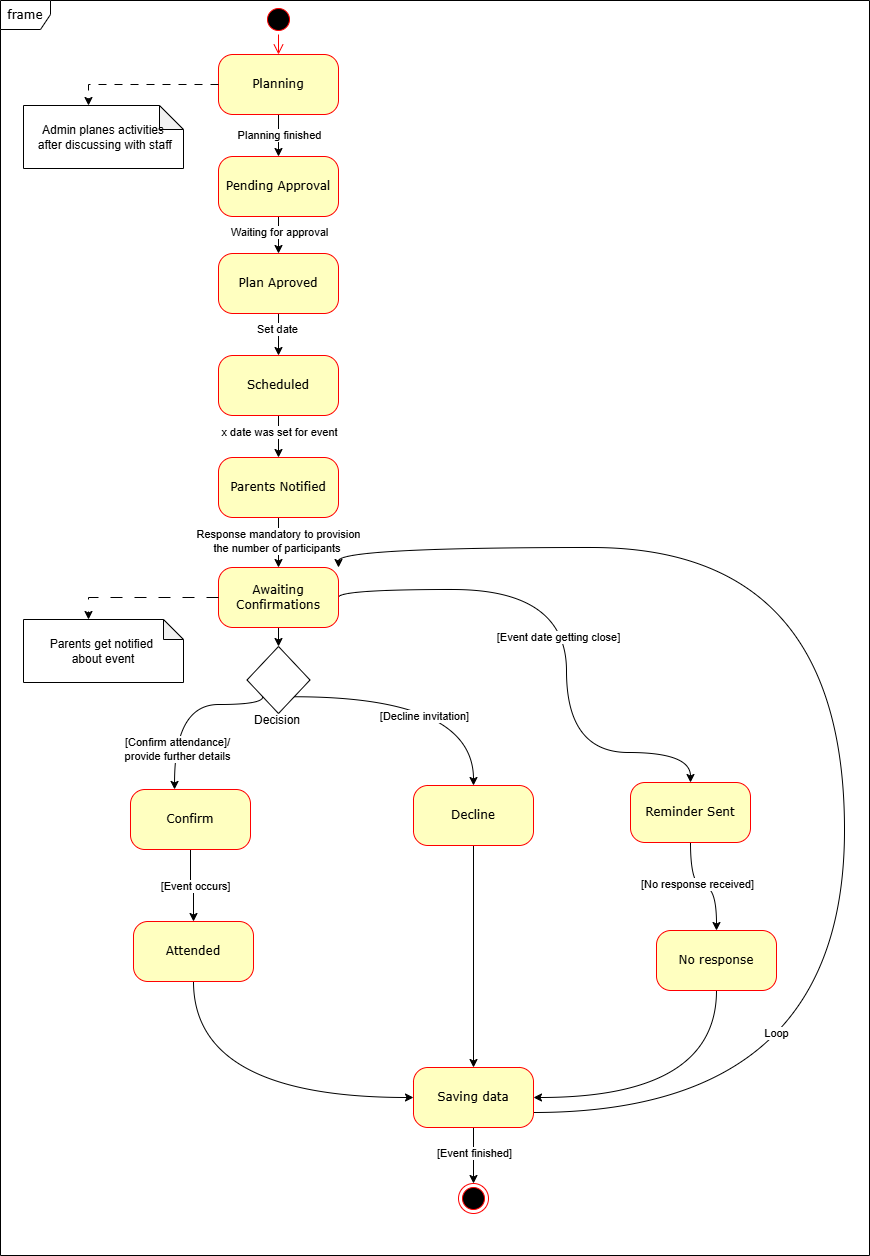 frame
Planning
Admin planes activities
after discussing with staff
Planning finished
Pending Approval
Waiting for approval
Plan Aproved
Set date
Scheduled
x date was set for event
Parents Notified
Response mandatory to provision
the number of participants
Awaiting
Confirmations
Parents get notified
about event
[Event date getting close]
Decision
[Decline invitation]
[Confirm attendance]/
provide further details
Confirm
Decline
Reminder Sent
[Event occurs]
[No response received]
Attended
No response
Loop
Saving data
[Event finished]